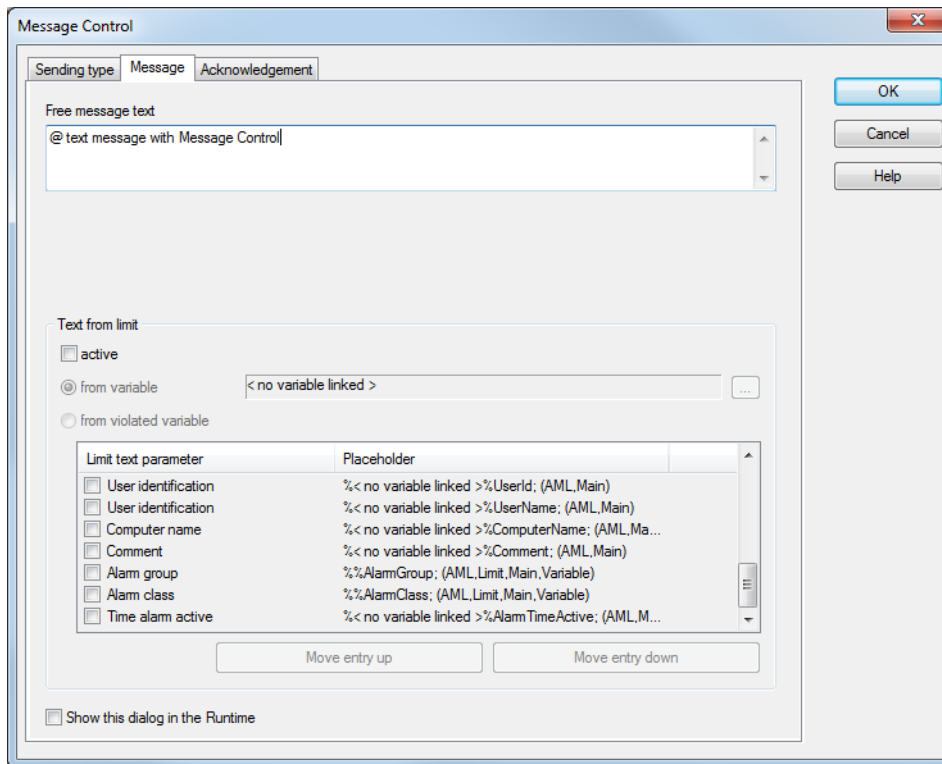 Message Control
Sending type Message Acknowledgement
OK
Free message text
@ text message with Message Control
Cancel
Help
Text from limit
active
from variable < no variable linked > ...
from violated variable
Limit text parameter Placeholder
User identification %< no variable linked >%UserId; (AML,Main)
User identification %< no variable linked >%UserName; (AML,Main)
Computer name %< no variable linked >%ComputerName; (AML,Ma...
Comment %< no variable linked >%Comment; (AML,Main)
Alarm group %%AlarmGroup; (AML,Limit,Main,Variable)
Alarm class %%AlarmClass; (AML,Limit,Main,Variable)
Time alarm active %< no variable linked >%AlarmTimeActive; (AML,M...
Move entry up Move entry down
Show this dialog in the Runtime